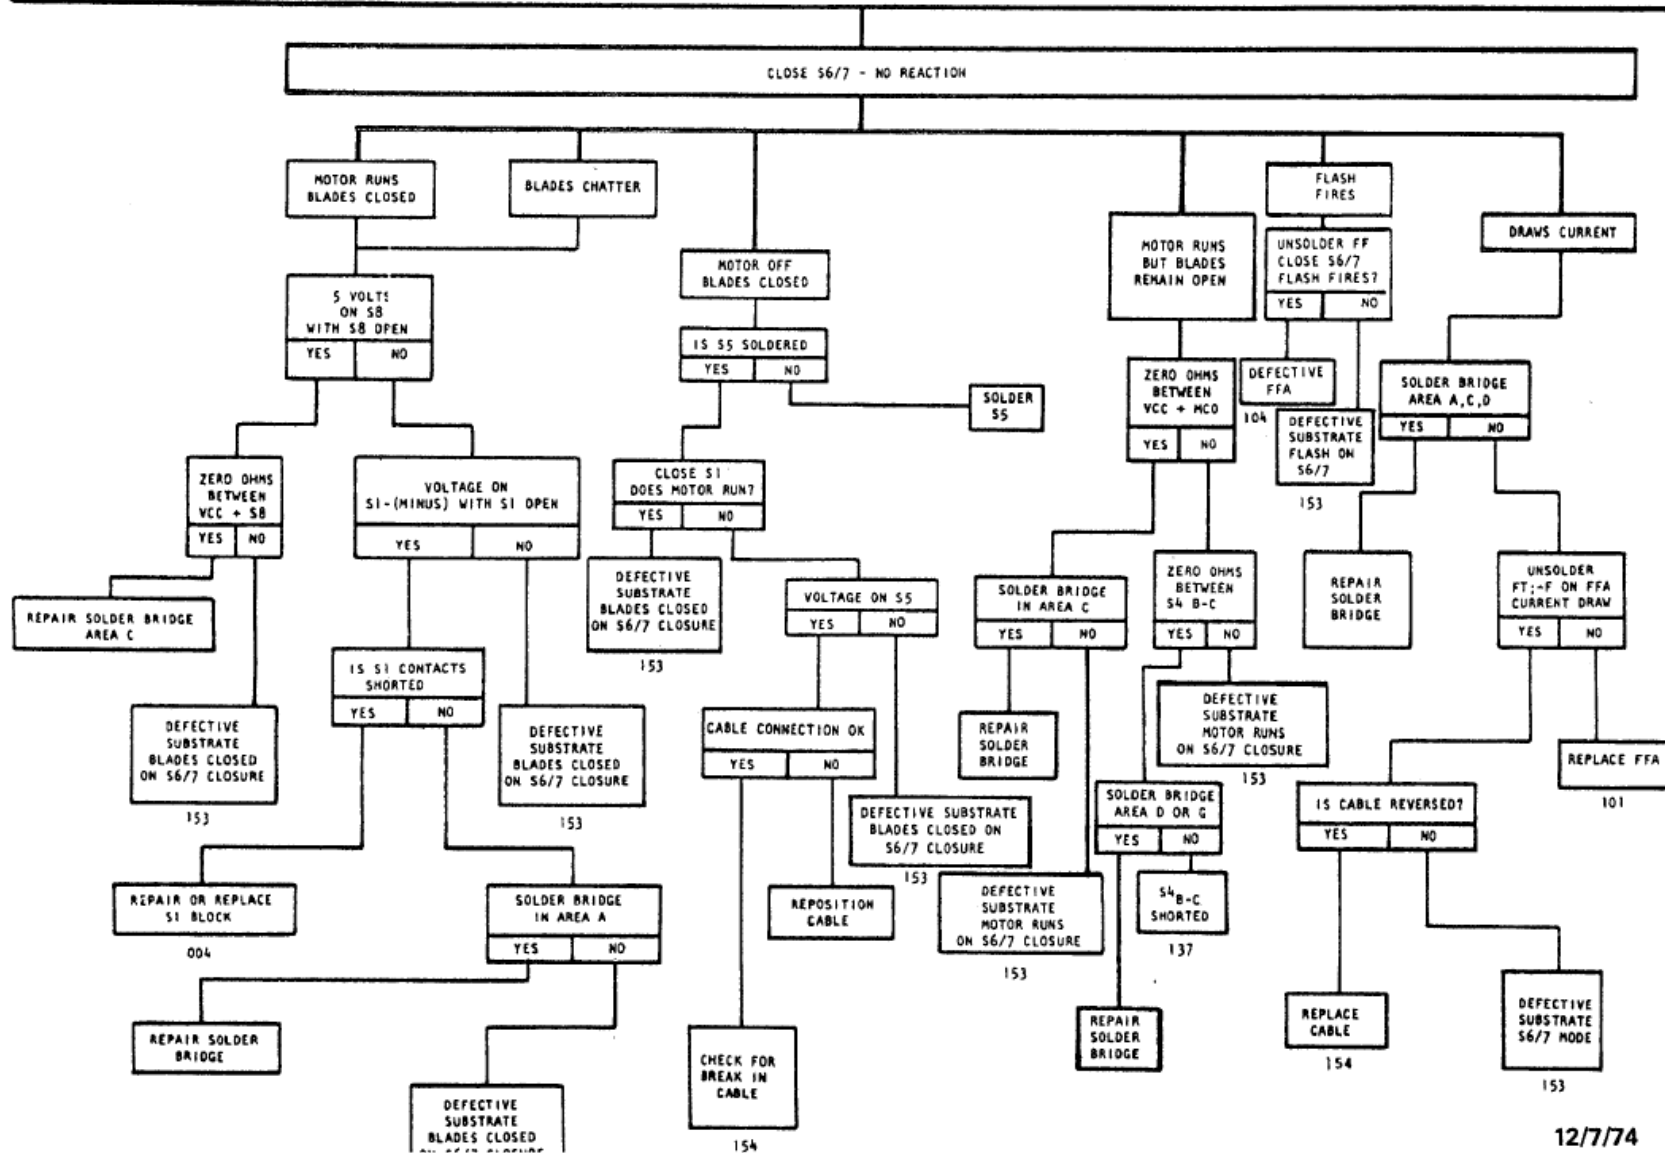 CLOSE S6/7 - NO REACTION
MOTOR RUNS
BLADES CLOSED
BLADES CHATTER
5 VOLTS
ON S8
WITH S8 OPEN
YES NO
ZERO OHMS
BETWEEN
VCC + S8
YES NO
REPAIR SOLDER BRIDGE
AREA C
DEFECTIVE
SUBSTRATE
BLADES CLOSED
ON S6/7 CLOSURE
153
VOLTAGE ON
S1-(MINUS) WITH S1 OPEN
YES NO
IS S1 CONTACTS
SHORTED
YES NO
DEFECTIVE
SUBSTRATE
BLADES CLOSED
ON S6/7 CLOSURE
153
REPAIR OR REPLACE
S1 BLOCK
004
SOLDER BRIDGE
IN AREA A
YES NO
REPAIR SOLDER
BRIDGE
DEFECTIVE
SUBSTRATE
BLADES CLOSED
ON S6/7 CLOSURE
MOTOR OFF
BLADES CLOSED
IS S5 SOLDERED
YES NO
SOLDER
S5
CLOSE S1
DOES MOTOR RUN?
YES NO
DEFECTIVE
SUBSTRATE
BLADES CLOSED
ON S6/7 CLOSURE
153
VOLTAGE ON S5
YES NO
CABLE CONNECTION OK
YES NO
DEFECTIVE SUBSTRATE
BLADES CLOSED ON
S6/7 CLOSURE
153
REPOSITION
CABLE
CHECK FOR
BREAK IN
CABLE
154
MOTOR RUNS
BUT BLADES
REMAIN OPEN
ZERO OHMS
BETWEEN
VCC + MCO
YES NO
SOLDER BRIDGE
IN AREA C
YES NO
REPAIR
SOLDER
BRIDGE
DEFECTIVE
SUBSTRATE
MOTOR RUNS
ON S6/7 CLOSURE
153
ZERO OHMS
BETWEEN
S4 B-C
YES NO
DEFECTIVE
SUBSTRATE
MOTOR RUNS
ON S6/7 CLOSURE
153
SOLDER BRIDGE
AREA D OR G
YES NO
S4 B-C
SHORTED
137
REPAIR
SOLDER
BRIDGE
FLASH
FIRES
UNSOLDER FF
CLOSE S6/7
FLASH FIRES?
YES NO
DEFECTIVE
FFA
104
DEFECTIVE
SUBSTRATE
FLASH ON
S6/7
153
DRAWS CURRENT
SOLDER BRIDGE
AREA A,C,D
YES NO
REPAIR
SOLDER
BRIDGE
UNSOLDER
FT;-F ON FFA
CURRENT DRAW
YES NO
REPLACE FFA
101
IS CABLE REVERSED?
YES NO
REPLACE
CABLE
154
DEFECTIVE
SUBSTRATE
S6/7 MODE
153
12/7/74